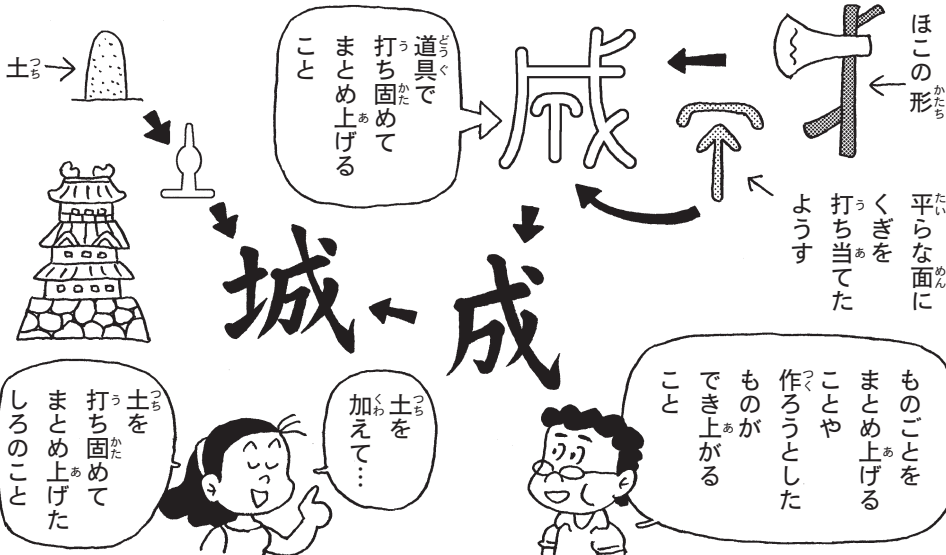 ほこの形
平らな面に
くぎを
打ち当てた
ようす
道具で
打ち固めて
まとめ上げる
こと
土
成
城
ものごとを
まとめ上げる
ことや
作ろうとした
ものが
でき上がる
こと
土を
加えて…
土を
打ち固めて
まとめ上げた
しろのこと